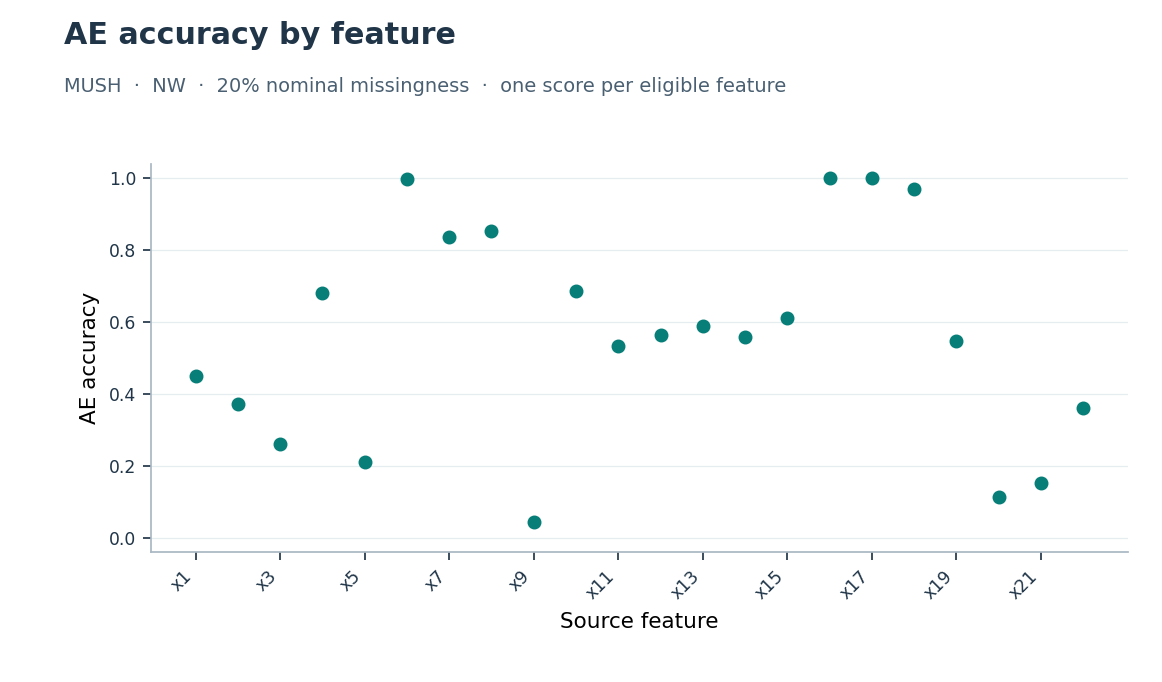 AE accuracy by feature
MUSH · NW · 20% nominal missingness · one score per eligible feature
AE accuracy
1.0
0.8
0.6
0.4
0.2
0.0
x1 x3 x5 x7 x9 x11 x13 x15 x17 x19 x21
Source feature